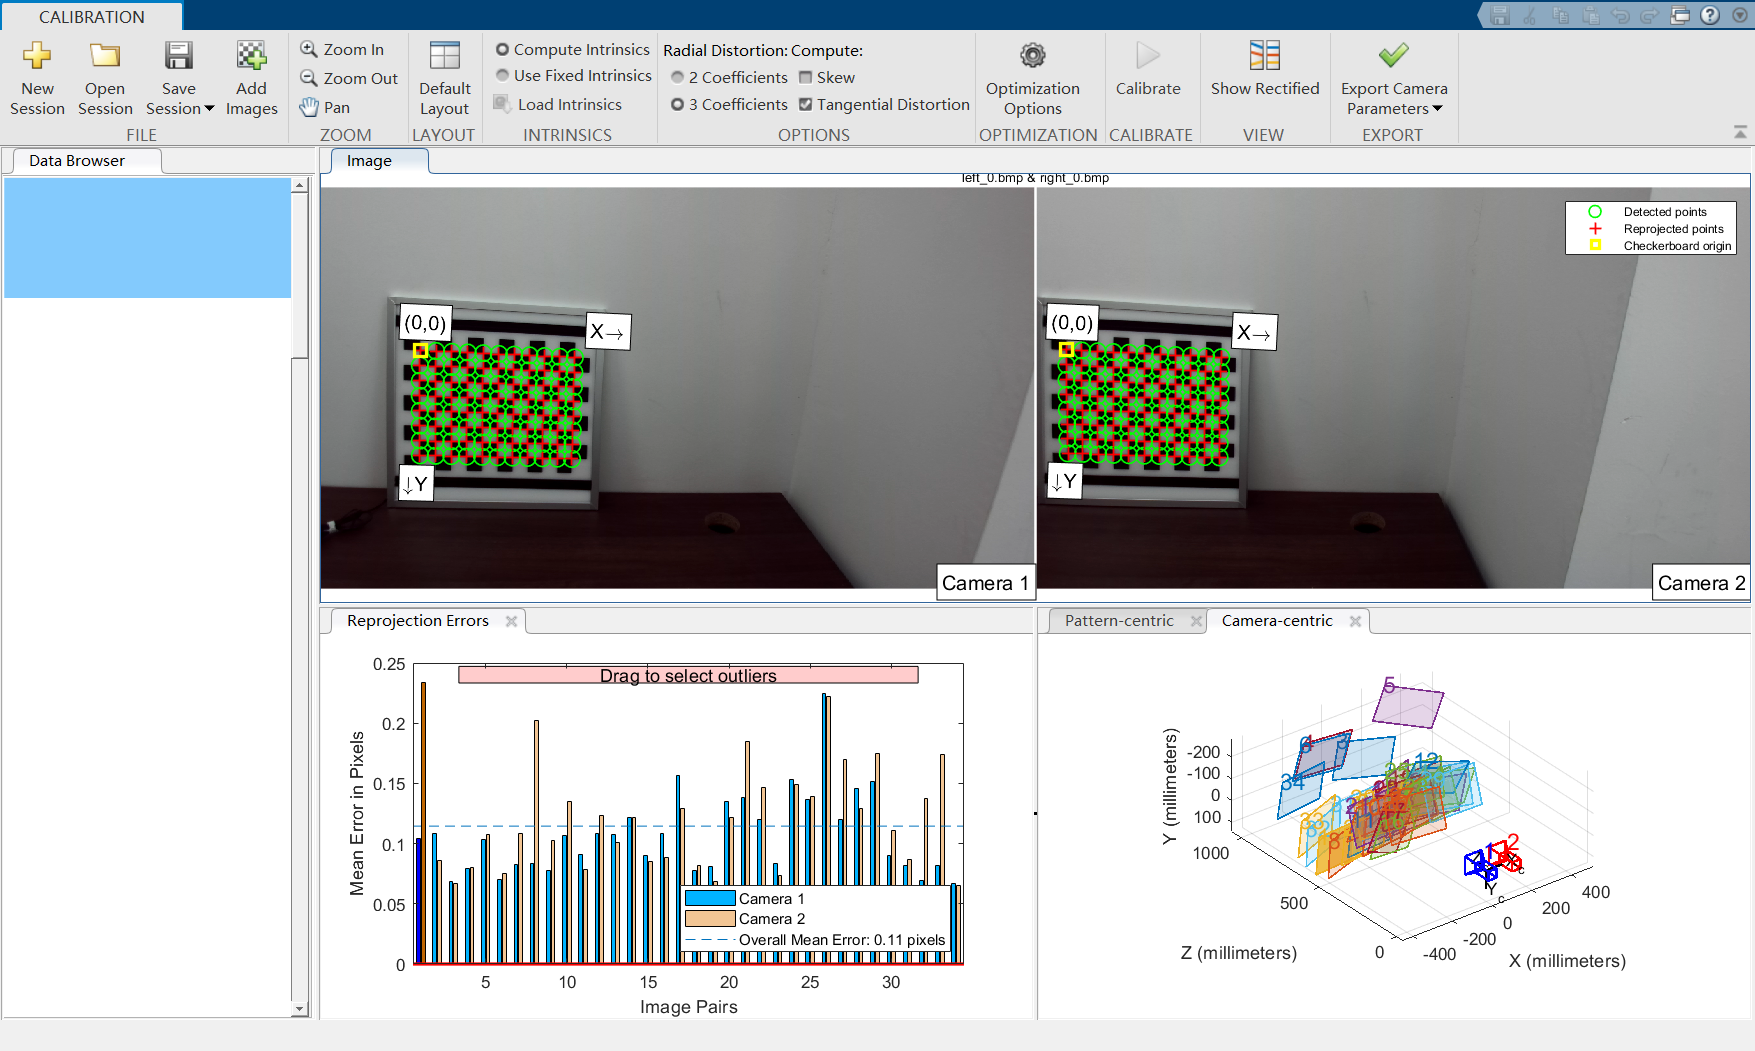 CALIBRATION
New Session
Open Session
Save Session
Add Images
FILE
Zoom In
Zoom Out
Pan
ZOOM
Default Layout
LAYOUT
Compute Intrinsics
Use Fixed Intrinsics
Load Intrinsics
INTRINSICS
Radial Distortion: Compute:
2 Coefficients Skew
3 Coefficients Tangential Distortion
OPTIONS
Optimization Options
OPTIMIZATION
Calibrate
CALIBRATE
Show Rectified
VIEW
Export Camera Parameters
EXPORT
Data Browser
Image
left_0.bmp & right_0.bmp
(0,0)
X→
↓Y
Camera 1
(0,0)
X→
↓Y
Camera 2
Detected points
Reprojected points
Checkerboard origin
Reprojection Errors
Drag to select outliers
Mean Error in Pixels
0.25
0.2
0.15
0.1
0.05
0
5 10 15 20 25 30
Image Pairs
Camera 1
Camera 2
Overall Mean Error: 0.11 pixels
Pattern-centric
Camera-centric
5
34
12
1
2
Y (millimeters)
-200
-100
0
100
1000
500
0
Z (millimeters)
-400
-200
0
200
400
X (millimeters)